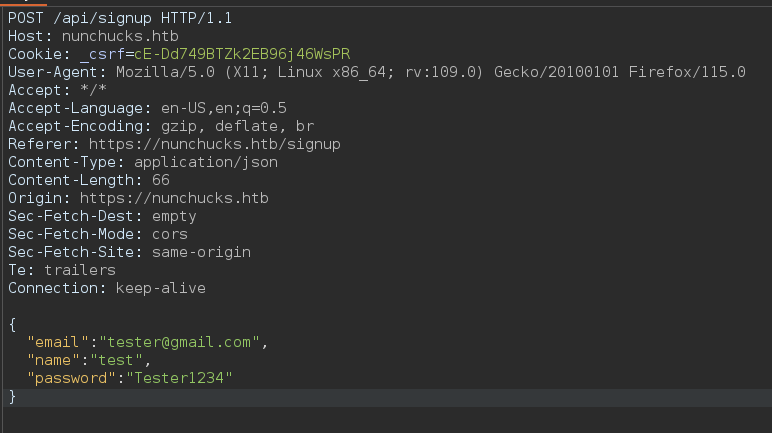 POST /api/signup HTTP/1.1
Host: nunchucks.htb
Cookie: _csrf=cE-Dd749BTZk2EB96j46WsPR
User-Agent: Mozilla/5.0 (X11; Linux x86_64; rv:109.0) Gecko/20100101 Firefox/115.0
Accept: */*
Accept-Language: en-US,en;q=0.5
Accept-Encoding: gzip, deflate, br
Referer: https://nunchucks.htb/signup
Content-Type: application/json
Content-Length: 66
Origin: https://nunchucks.htb
Sec-Fetch-Dest: empty
Sec-Fetch-Mode: cors
Sec-Fetch-Site: same-origin
Te: trailers
Connection: keep-alive

{
  "email":"tester@gmail.com",
  "name":"test",
  "password":"Tester1234"
}